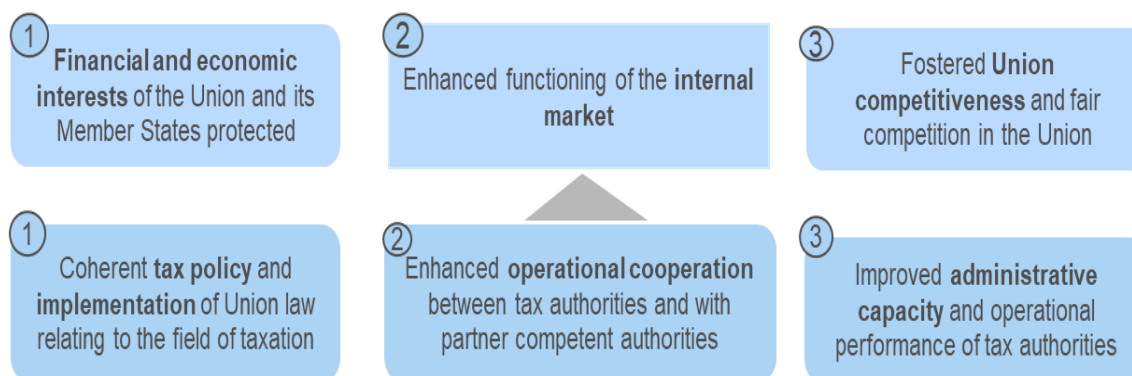 1
Financial and economic
interests of the Union and its
Member States protected
2
Enhanced functioning of the internal
market
3
Fostered Union
competitiveness and fair
competition in the Union
1
Coherent tax policy and
implementation of Union law
relating to the field of taxation
2
Enhanced operational cooperation
between tax authorities and with
partner competent authorities
3
Improved administrative
capacity and operational
performance of tax authorities